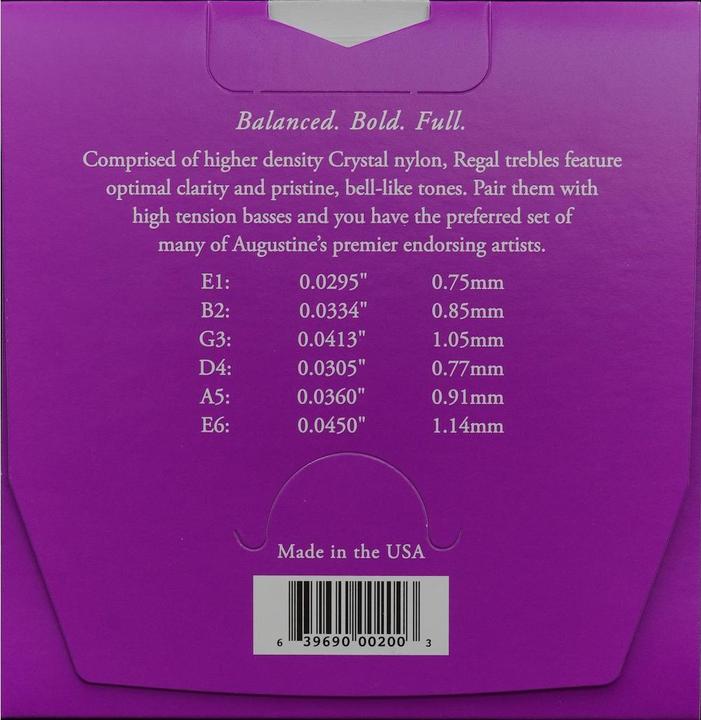 Balanced. Bold. Full.
Comprised of higher density Crystal nylon, Regal trebles feature
optimal clarity and pristine, bell-like tones. Pair them with
high tension basses and you have the preferred set of
many of Augustine's premier endorsing artists.
E1: 0.0295" 0.75mm
B2: 0.0334" 0.85mm
G3: 0.0413" 1.05mm
D4: 0.0305" 0.77mm
A5: 0.0360" 0.91mm
E6: 0.0450" 1.14mm
Made in the USA
6 39690 00200 3